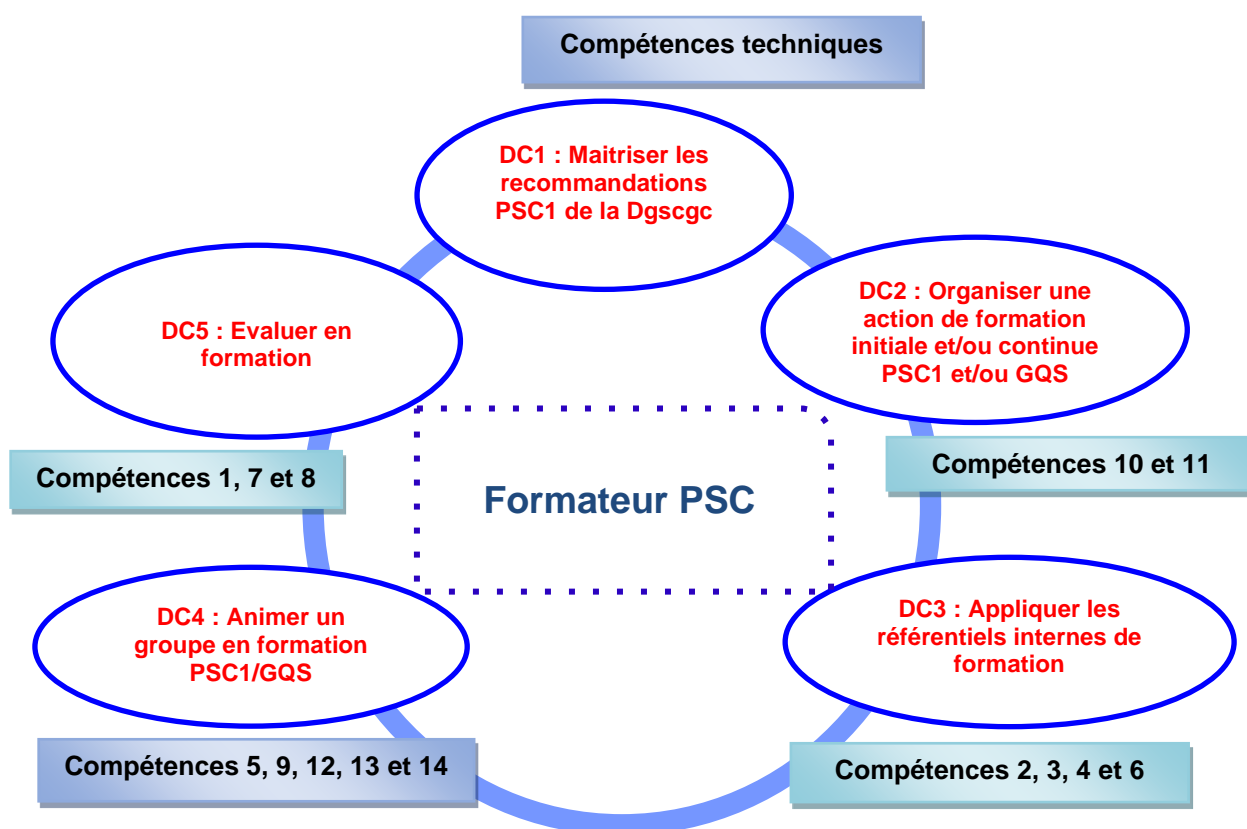 Compétences techniques
DC1 : Maitriser les
recommandations
PSC1 de la Dgscgc
DC2 : Organiser une
action de formation
initiale et/ou continue
PSC1 et/ou GQS
DC5 : Evaluer en
formation
Compétences 10 et 11
Compétences 1, 7 et 8
Formateur PSC
DC4 : Animer un
groupe en formation
PSC1/GQS
DC3 : Appliquer les
référentiels internes de
formation
Compétences 5, 9, 12, 13 et 14
Compétences 2, 3, 4 et 6